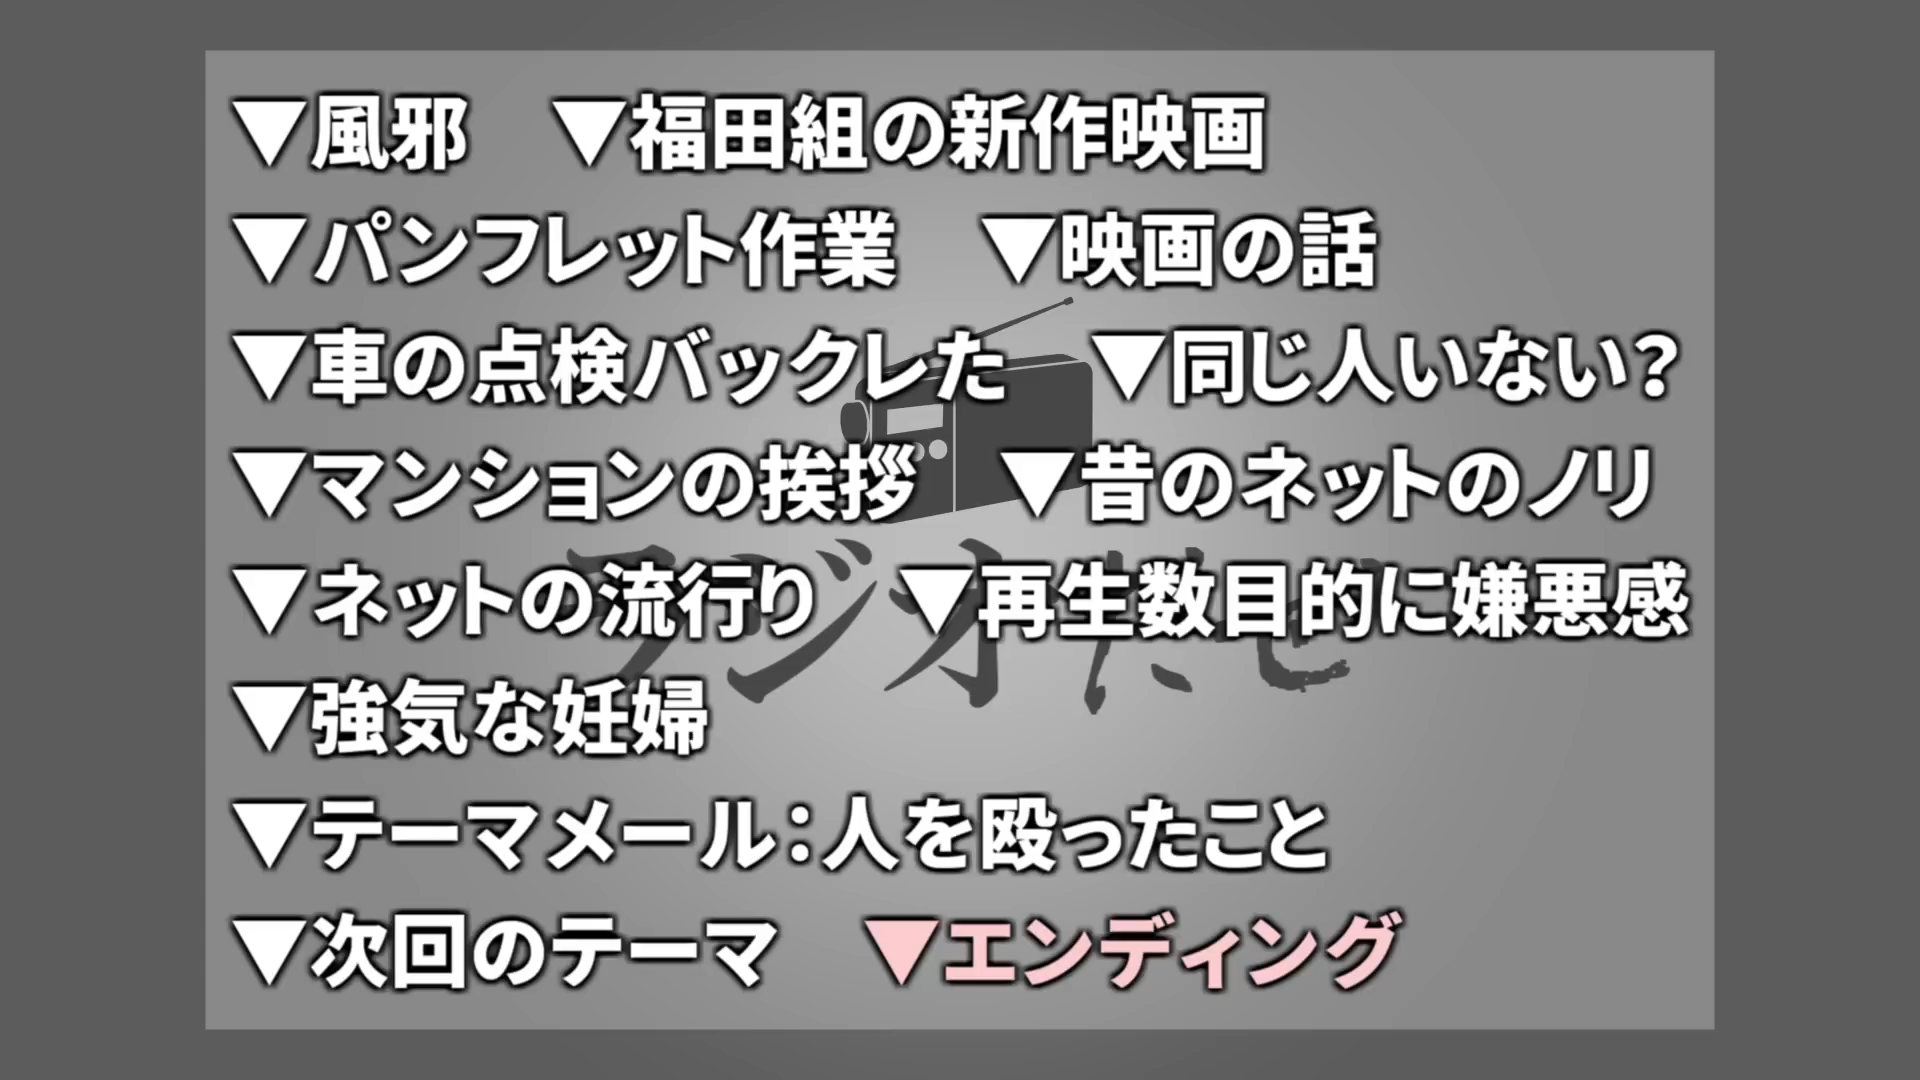 ▼風邪　▼福田組の新作映画
▼パンフレット作業　▼映画の話
▼車の点検バックレた　▼同じ人いない？
▼マンションの挨拶　▼昔のネットのノリ
▼ネットの流行り　▼再生数目的に嫌悪感
▼強気な妊婦
▼テーマメール：人を殴ったこと
▼次回のテーマ　▼エンディング